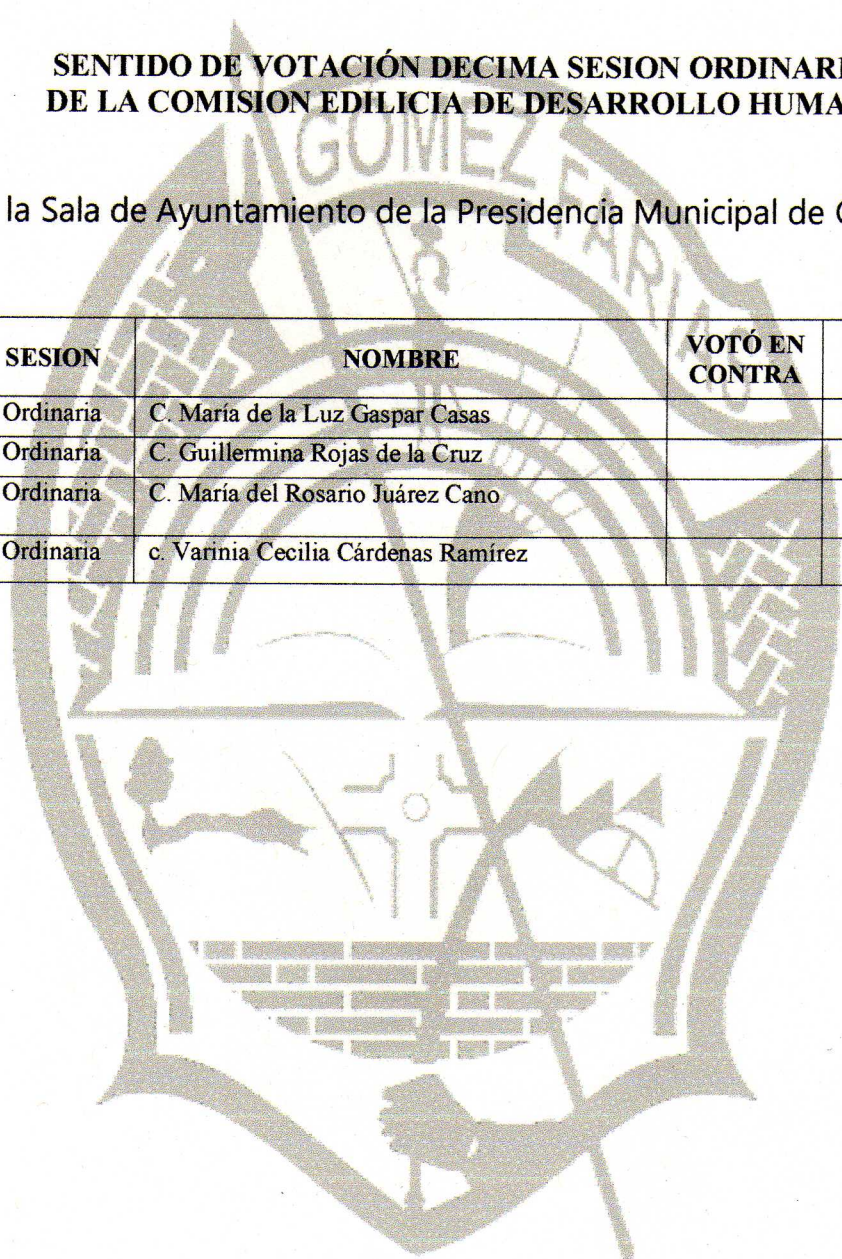 SENTIDO DE VOTACIÓN DECIMA SESION ORDINARI
DE LA COMISION EDILICIA DE DESARROLLO HUMA
GÓMEZ FARIAS
la Sala de Ayuntamiento de la Presidencia Municipal de G
SESION NOMBRE VOTÓ EN CONTRA
Ordinaria C. María de la Luz Gaspar Casas
Ordinaria C. Guillermina Rojas de la Cruz
Ordinaria C. María del Rosario Juárez Cano
Ordinaria c. Varinia Cecilia Cárdenas Ramírez